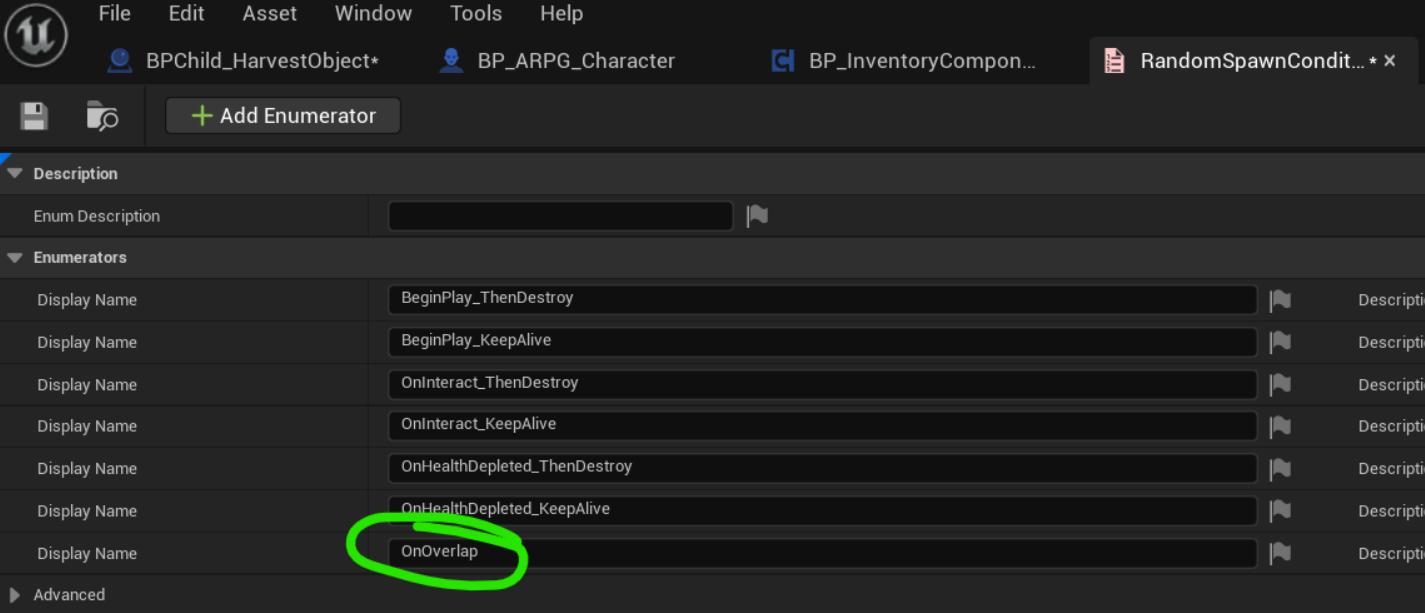 File Edit Asset Window Tools Help
BPChild_HarvestObject* BP_ARPG_Character BP_InventoryCompon... RandomSpawnCondit... * ×
Add Enumerator
Description
Enum Description
Enumerators
Display Name BeginPlay_ThenDestroy Descripti
Display Name BeginPlay_KeepAlive Descripti
Display Name OnInteract_ThenDestroy Descripti
Display Name OnInteract_KeepAlive Descripti
Display Name OnHealthDepleted_ThenDestroy Descripti
Display Name OnHealthDepleted_KeepAlive Descripti
Display Name OnOverlap Descripti
Advanced